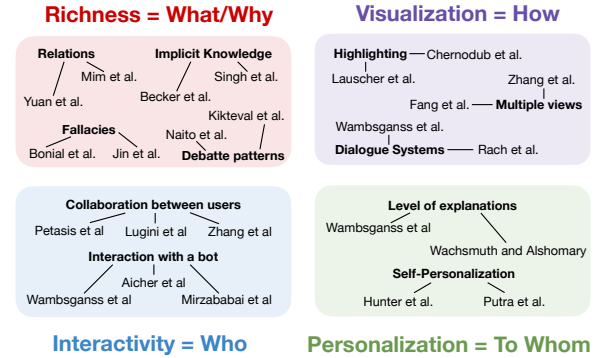 Richness = What/Why
Relations
Implicit Knowledge
Mim et al.
Singh et al.
Yuan et al.
Becker et al.
Kikteval et al.
Fallacies
Naito et al.
Bonial et al.
Jin et al.
Debatte patterns
Visualization = How
Highlighting
Chernodub et al.
Lauscher et al.
Zhang et al.
Fang et al.
Multiple views
Wambsganss et al.
Dialogue Systems
Rach et al.
Collaboration between users
Petasis et al.
Lugini et al.
Zhang et al
Interaction with a bot
Aicher et al
Wambsganss et al
Mirzababai et al
Interactivity = Who
Level of explanations
Wambsganss et al
Wachsmuth and Alshomary
Self-Personalization
Hunter et al.
Putra et al.
Personalization = To Whom